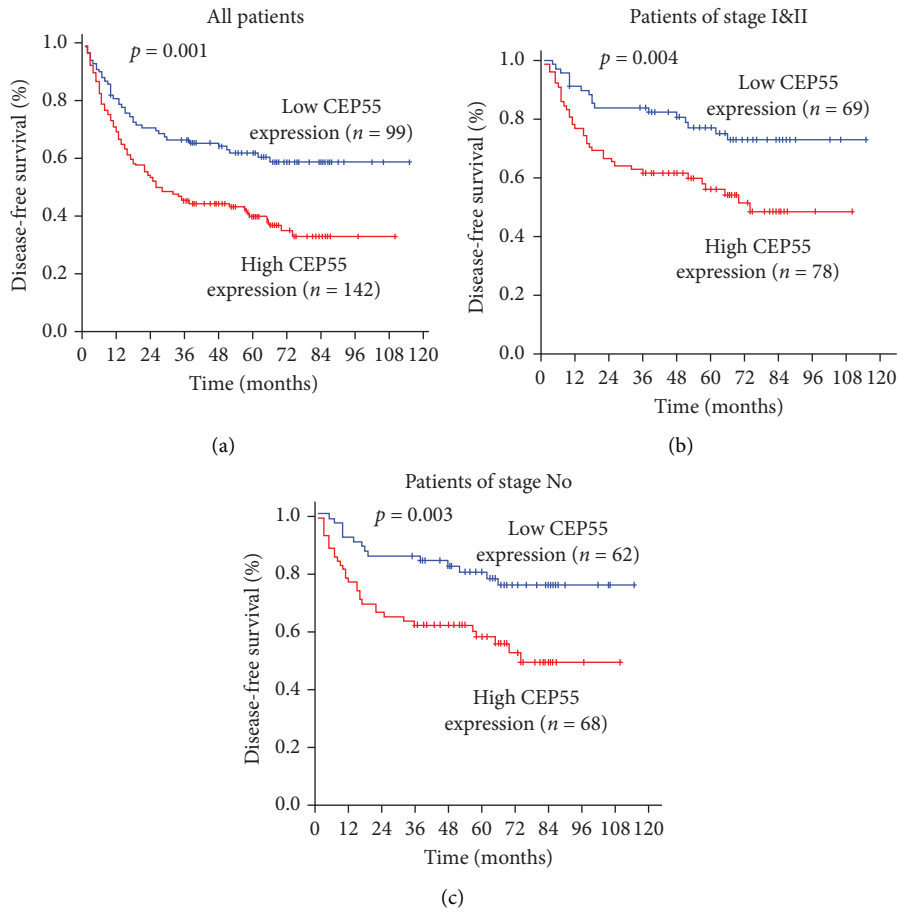 All patients
1.0
0.8
0.6
0.4
0.2
0.0
Disease-free survival (%)
p = 0.001
Low CEP55
expression (n = 99)
High CEP55
expression (n = 142)
0 12 24 36 48 60 72 84 96 108 120
Time (months)
(a)
Patients of stage I&II
1.0
0.8
0.6
0.4
0.2
0.0
Disease-free survival (%)
p = 0.004
Low CEP55
expression (n = 69)
High CEP55
expression (n = 78)
0 12 24 36 48 60 72 84 96 108 120
Time (months)
(b)
Patients of stage No
1.0
0.8
0.6
0.4
0.2
0.0
Disease-free survival (%)
p = 0.003
Low CEP55
expression (n = 62)
High CEP55
expression (n = 68)
0 12 24 36 48 60 72 84 96 108 120
Time (months)
(c)